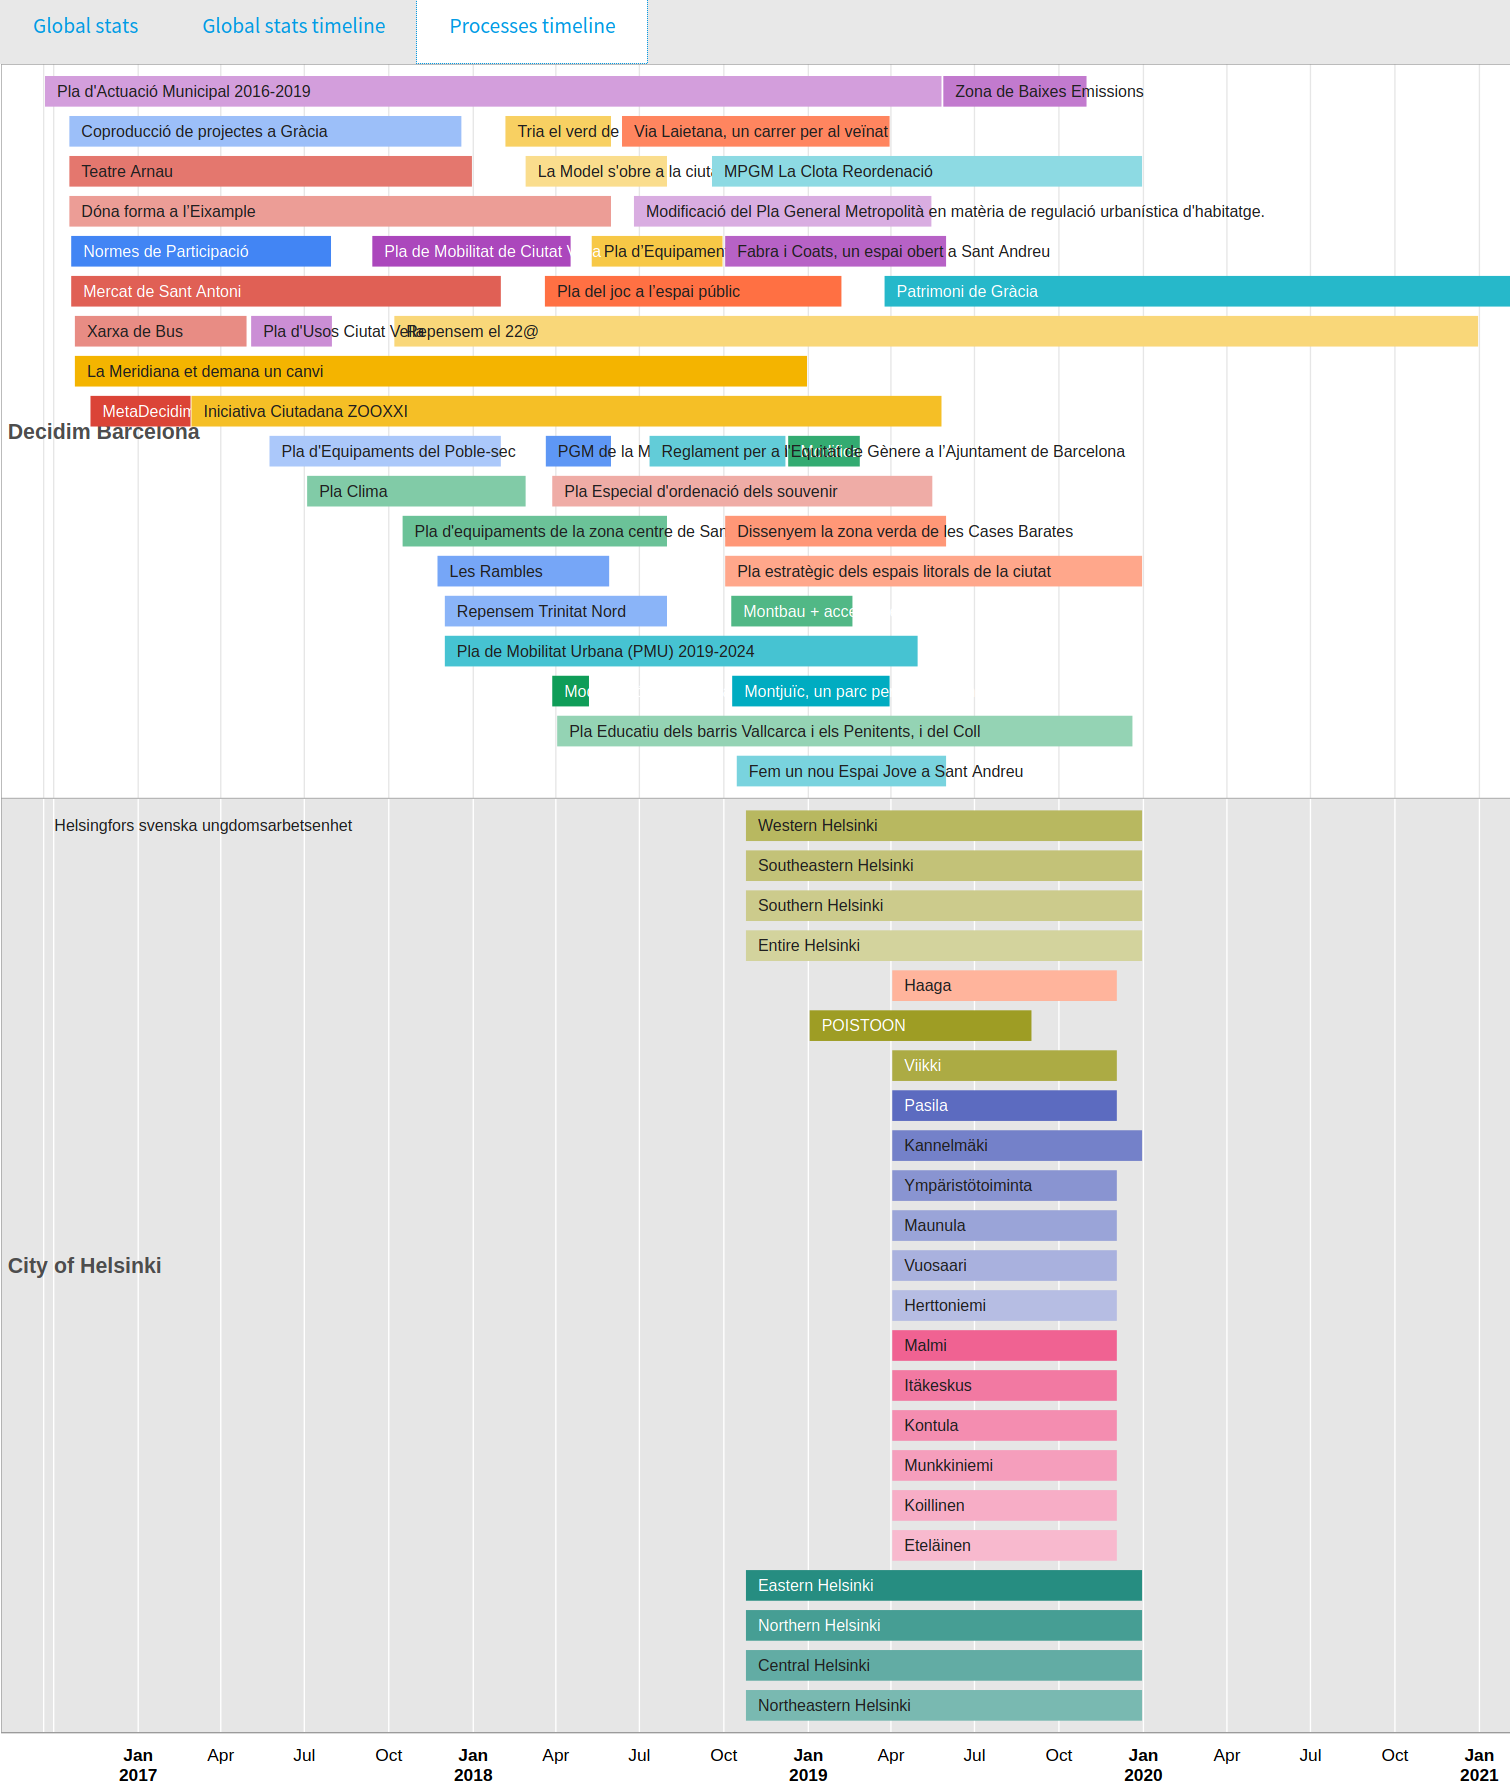 Global stats Global stats timeline Processes timeline
Pla d'Actuació Municipal 2016-2019 Zona de Baixes Emissions
Coproducció de projectes a Gràcia Tria el verd de Via Laietana, un carrer per al veïnat
Teatre Arnau La Model s'obre a la MPGM La Clota Reordenació
Dóna forma a l'Eixample Modificació del Pla General Metropolità en matèria de regulació urbanística d'habitatge.
Normes de Participació Pla de Mobilitat de Ciutat Pla d'Equipament Fabra i Coats, un espai obert a Sant Andreu
Mercat de Sant Antoni Pla del joc a l'espai públic Patrimoni de Gràcia
Xarxa de Bus Pla d'Usos Ciutat Vella Repensem el 22@
La Meridiana et demana un canvi
MetaDecidim Iniciativa Ciutadana ZOOXXI
Decidim Barcelona
Pla d'Equipaments del Poble-sec PGM de la M Reglament per a l'Equitat de Gènere a l'Ajuntament de Barcelona
Pla Clima Pla Especial d'ordenació dels souvenir
Pla d'equipaments de la zona centre de San Dissenyem la zona verda de les Cases Barates
Les Rambles Pla estratègic dels espais litorals de la ciutat
Repensem Trinitat Nord Montbau + acce
Pla de Mobilitat Urbana (PMU) 2019-2024
Montjuïc, un parc pe
Pla Educatiu dels barris Vallcarca i els Penitents, i del Coll
Fem un nou Espai Jove a Sant Andreu
Helsingfors svenska ungdomsarbetsenhet Western Helsinki
Southeastern Helsinki
Southern Helsinki
Entire Helsinki
Haaga
POISTOON
Viikki
Pasila
Kannelmäki
Ympäristötoiminta
Maunula
City of Helsinki Vuosaari
Herttoniemi
Malmi
Itäkeskus
Kontula
Munkkiniemi
Koillinen
Eteläinen
Eastern Helsinki
Northern Helsinki
Central Helsinki
Northeastern Helsinki
Jan Apr Jul Oct Jan Apr Jul Oct Jan Apr Jul Oct Jan Apr Jul Oct Jan
2017 2018 2019 2020 2021